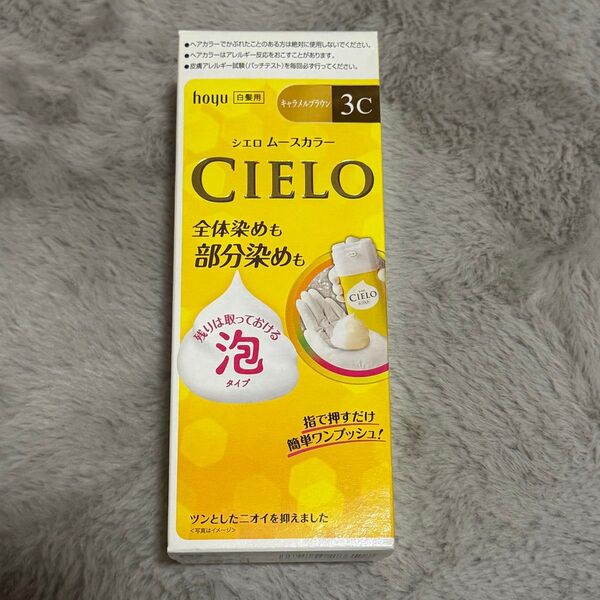 ●ヘアカラーでかぶれたことのある方は絶対に使用しないでください。
●ヘアカラーはアレルギー反応をおこすことがあります。
●皮膚アレルギー試験(パッチテスト)を毎回必ず行ってください。
hoyu 白髪用
キャラメルブラウン 3C
シエロ ムースカラー
CIELO
全体染めも
部分染めも
CIELO
残りは取っておける
泡
タイプ
指で押すだけ
簡単ワンプッシュ!
ツンとしたニオイを抑えました
<写真はイメージ>